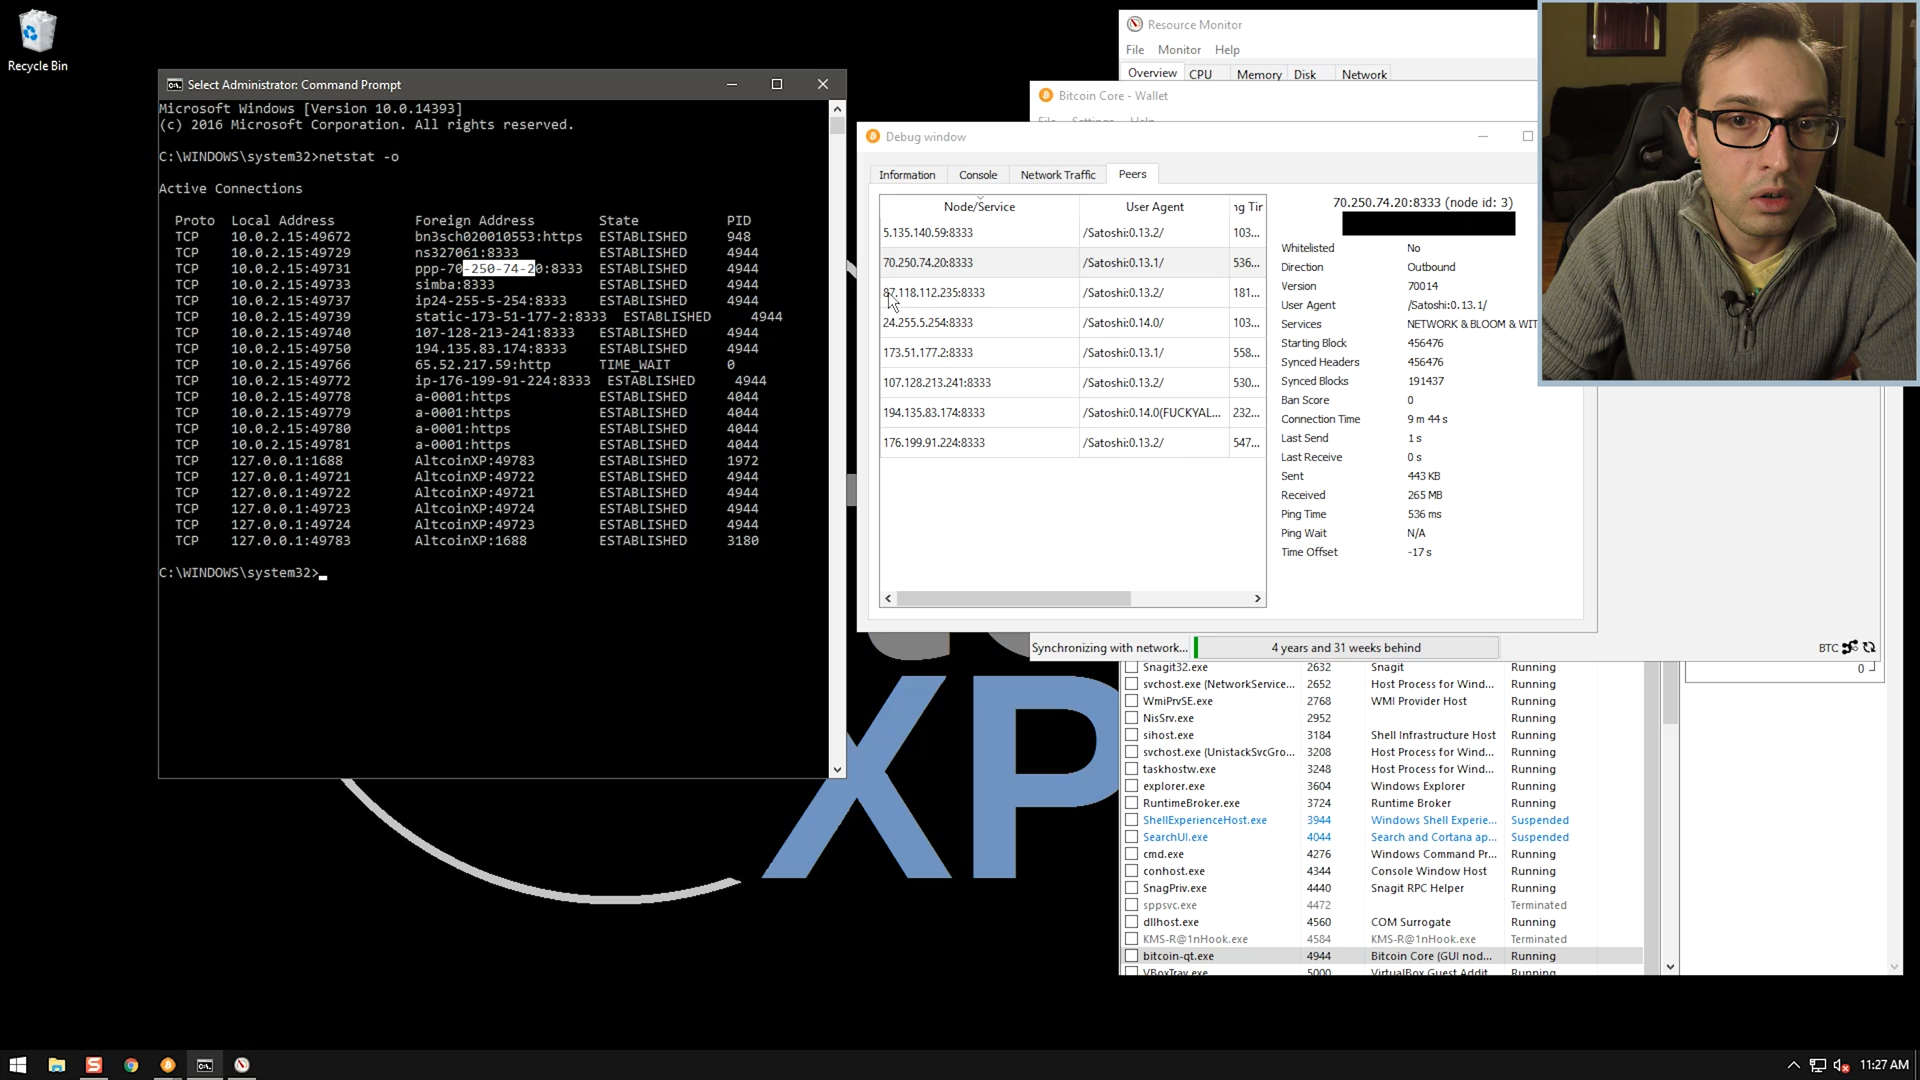 Recycle Bin
Select Administrator: Command Prompt
Microsoft Windows [Version 10.0.14393]
(c) 2016 Microsoft Corporation. All rights reserved.
C:\WINDOWS\system32>netstat -o
Active Connections
Proto Local Address Foreign Address State PID
TCP 10.0.2.15:49672 bn3sch020010553:https ESTABLISHED 948
TCP 10.0.2.15:49729 ns327061:8333 ESTABLISHED 4944
TCP 10.0.2.15:49731 ppp-70-250-74-20:8333 ESTABLISHED 4944
TCP 10.0.2.15:49733 simba:8333 ESTABLISHED 4944
TCP 10.0.2.15:49737 ip24-255-5-254:8333 ESTABLISHED 4944
TCP 10.0.2.15:49739 static-173-51-177-2:8333 ESTABLISHED 4944
TCP 10.0.2.15:49740 107-128-213-241:8333 ESTABLISHED 4944
TCP 10.0.2.15:49750 194.135.83.174:8333 ESTABLISHED 4944
TCP 10.0.2.15:49766 65.52.217.59:http TIME_WAIT 0
TCP 10.0.2.15:49772 ip-176-199-91-224:8333 ESTABLISHED 4944
TCP 10.0.2.15:49778 a-0001:https ESTABLISHED 4044
TCP 10.0.2.15:49779 a-0001:https ESTABLISHED 4044
TCP 10.0.2.15:49780 a-0001:https ESTABLISHED 4044
TCP 10.0.2.15:49781 a-0001:https ESTABLISHED 4044
TCP 127.0.0.1:1688 AltcoinXP:49783 ESTABLISHED 1972
TCP 127.0.0.1:49721 AltcoinXP:49722 ESTABLISHED 4944
TCP 127.0.0.1:49722 AltcoinXP:49721 ESTABLISHED 4944
TCP 127.0.0.1:49723 AltcoinXP:49724 ESTABLISHED 4944
TCP 127.0.0.1:49724 AltcoinXP:49723 ESTABLISHED 4944
TCP 127.0.0.1:49783 AltcoinXP:1688 ESTABLISHED 3180
C:\WINDOWS\system32>
Resource Monitor
File Monitor Help
Overview CPU Memory Disk Network
Bitcoin Core - Wallet
File Settings Help
Debug window
Information Console Network Traffic Peers
Node/Service User Agent ng Tir
5.135.140.59:8333 /Satoshi:0.13.2/ 103...
70.250.74.20:8333 /Satoshi:0.13.1/ 536...
87.118.112.235:8333 /Satoshi:0.13.2/ 181...
24.255.5.254:8333 /Satoshi:0.14.0/ 103...
173.51.177.2:8333 /Satoshi:0.13.1/ 558...
107.128.213.241:8333 /Satoshi:0.13.2/ 530...
194.135.83.174:8333 /Satoshi:0.14.0(FUCKYAL... 232...
176.199.91.224:8333 /Satoshi:0.13.2/ 547...
70.250.74.20:8333 (node id: 3)
Whitelisted No
Direction Outbound
Version 70014
User Agent /Satoshi:0.13.1/
Services NETWORK & BLOOM & WIT
Starting Block 456476
Synced Headers 456476
Synced Blocks 191437
Ban Score 0
Connection Time 9 m 44 s
Last Send 1 s
Last Receive 0 s
Sent 443 KB
Received 265 MB
Ping Time 536 ms
Ping Wait N/A
Time Offset -17 s
Synchronizing with network... 4 years and 31 weeks behind BTC
0
Snagit32.exe 2632 Snagit Running
svchost.exe (NetworkService... 2652 Host Process for Wind... Running
WmiPrvSE.exe 2768 WMI Provider Host Running
NisSrv.exe 2952 Running
sihost.exe 3184 Shell Infrastructure Host Running
svchost.exe (UnistackSvcGro... 3208 Host Process for Wind... Running
taskhostw.exe 3248 Host Process for Wind... Running
explorer.exe 3604 Windows Explorer Running
RuntimeBroker.exe 3724 Runtime Broker Running
ShellExperienceHost.exe 3944 Windows Shell Experie... Suspended
SearchUI.exe 4044 Search and Cortana ap... Suspended
cmd.exe 4276 Windows Command Pr... Running
conhost.exe 4344 Console Window Host Running
SnagPriv.exe 4440 Snagit RPC Helper Running
sppsvc.exe 4472 Terminated
dllhost.exe 4560 COM Surrogate Running
KMS-R@1nHook.exe 4584 KMS-R@1nHook.exe Terminated
bitcoin-qt.exe 4944 Bitcoin Core (GUI nod... Running
VBoxTray.exe 5000 VirtualBox Guest Addit Running
XP
11:27 AM